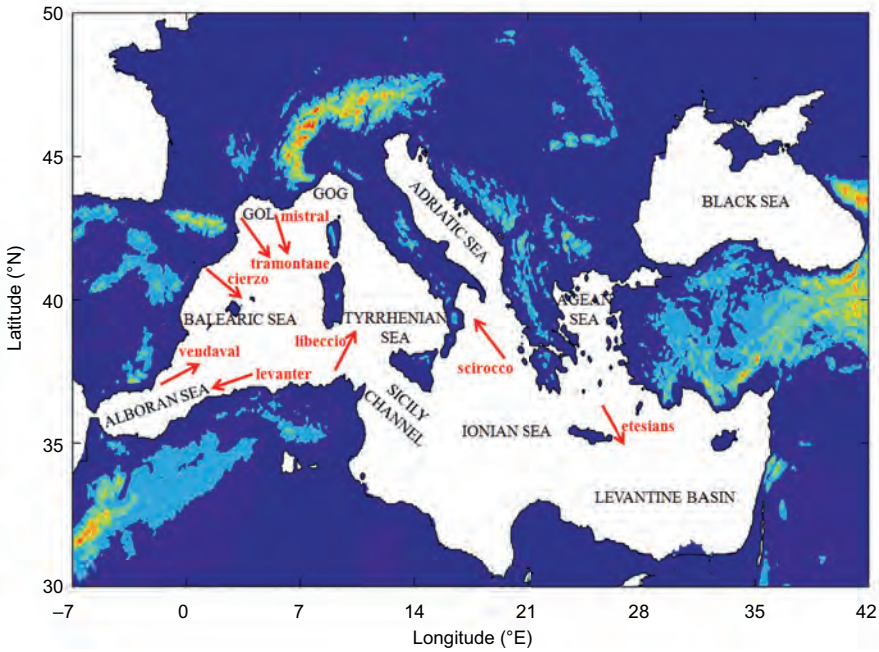 50
45
40
35
30
Latitude (°N)
–7
0
7
14
21
28
35
42
Longitude (°E)
GOG
GOL
mistral
tramontane
cierzo
BALEARIC SEA
TYRRHENIAN
SEA
libeccio
vendaval
levanter
ALBORAN SEA
SICILY
CHANNEL
ADRIATIC SEA
BLACK SEA
AGEAN
SEA
scirocco
IONIAN SEA
etesians
LEVANTINE BASIN